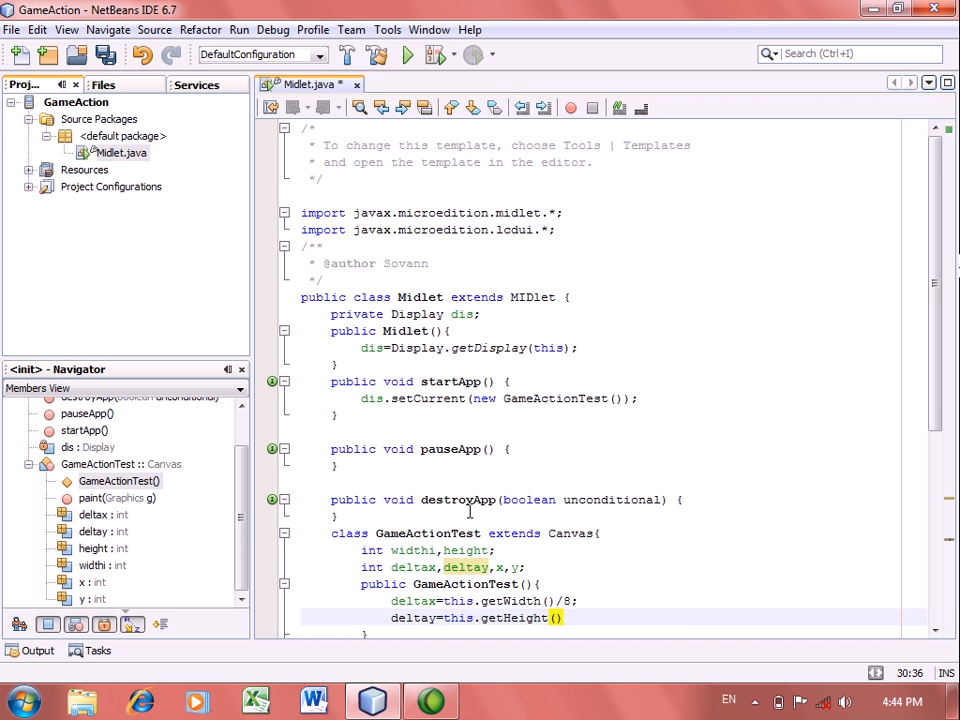 GameAction - NetBeans IDE 6.7
File Edit View Navigate Source Refactor Run Debug Profile Team Tools Window Help
DefaultConfiguration
Search (Ctrl+I)
Proj...
Files
Services
Midlet.java *
GameAction
Source Packages
<default package>
Midlet.java
Resources
Project Configurations
<init> - Navigator
Members View
destroyApp(boolean unconditional)
pauseApp()
startApp()
dis : Display
GameActionTest :: Canvas
GameActionTest()
paint(Graphics g)
deltax : int
deltay : int
height : int
widthi : int
x : int
y : int
/*
* To change this template, choose Tools | Templates
* and open the template in the editor.
*/
import javax.microedition.midlet.*;
import javax.microedition.lcdui.*;
/**
* @author Sovann
*/
public class Midlet extends MIDlet {
private Display dis;
public Midlet(){
dis=Display.getDisplay(this);
}
public void startApp() {
dis.setCurrent(new GameActionTest());
}
public void pauseApp() {
}
public void destroyApp(boolean unconditional) {
}
class GameActionTest extends Canvas{
int widthi,height;
int deltax,deltay,x,y;
public GameActionTest(){
deltax=this.getWidth()/8;
deltay=this.getHeight()
}
Output
Tasks
30:36
INS
EN
4:44 PM